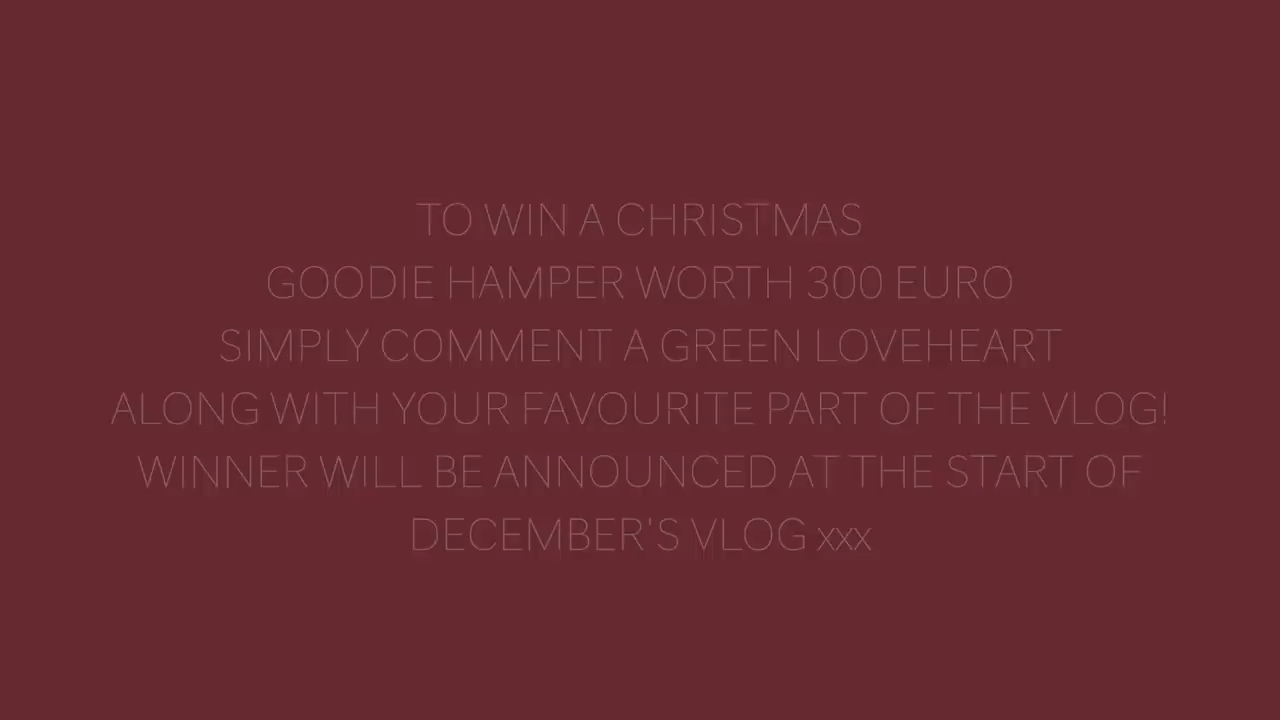 TO WIN A CHRISTMAS
GOODIE HAMPER WORTH 300 EURO
SIMPLY COMMENT A GREEN LOVEHEART
ALONG WITH YOUR FAVOURITE PART OF THE VLOG!
WINNER WILL BE ANNOUNCED AT THE START OF
DECEMBER'S VLOG xxx